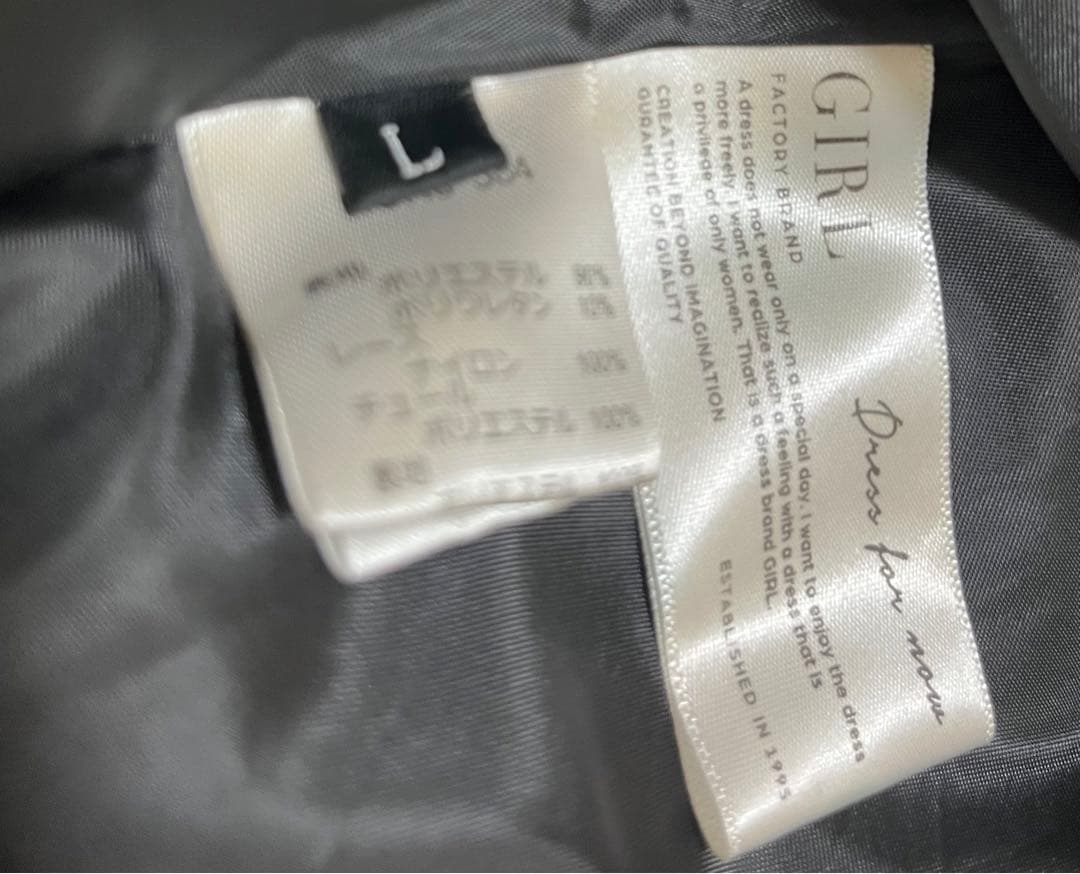 GIRL
Dress for move
FACTORY BRAND
A dress does not wear only on a special day. I want to enjoy the dress
more freely. I want to realize such a feeling with a dress that is
a priviliege of only women. That is a dress brand GIRL.
CREATION BEYOND IMAGINATION
GURANTEE OF QUALITY
ESTABLISHED IN 1995
L
ポリエステル
ポリウレタン
レース
ナイロン 100%
チュール
ポリエステル 100%